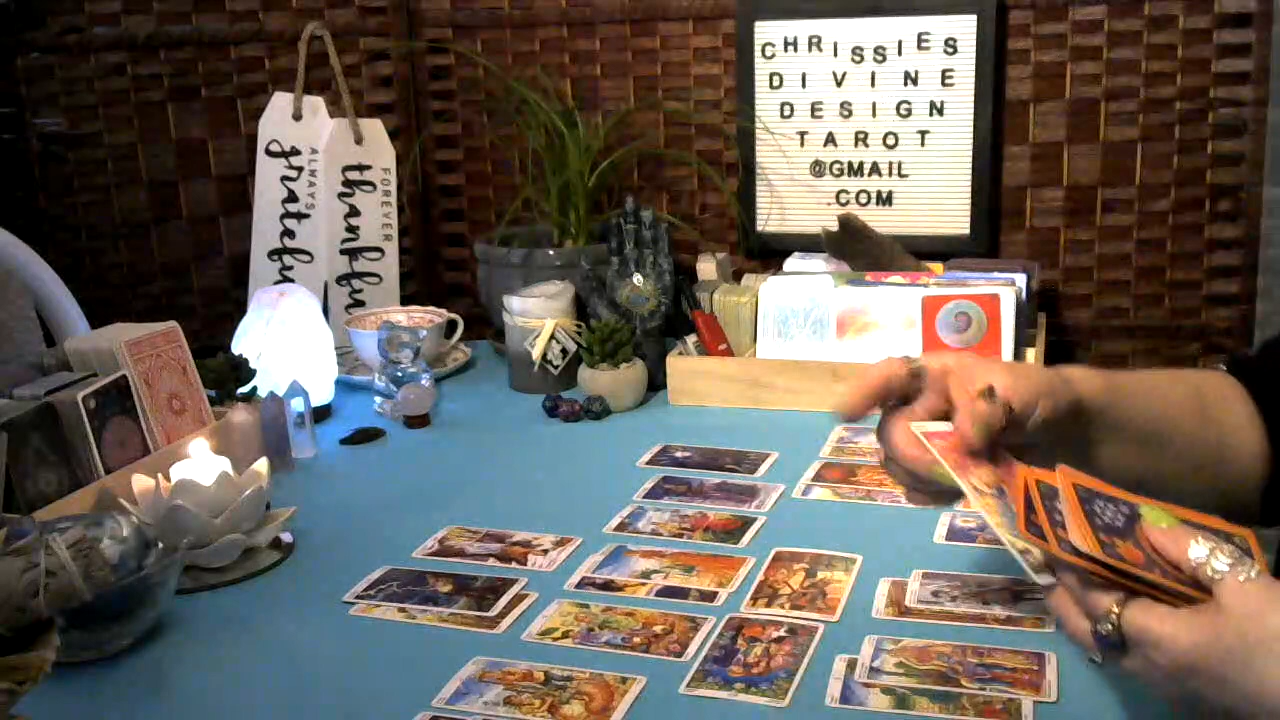 CHRISSIES
DIVINE
DESIGN
TAROT
@GMAIL
.COM
ALWAYS
grateful
FOREVER
thankful